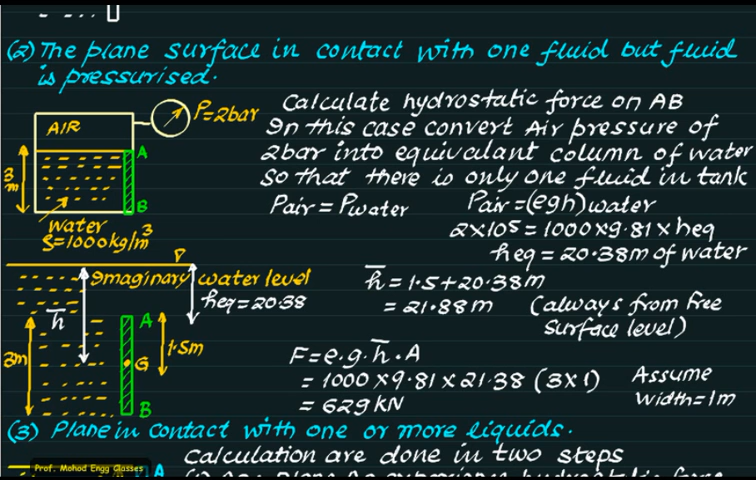 (2) The plane surface in contact with one fluid but fluid
is pressurised.
P=2bar
AIR
A
3m
B
water
S=1000kg/m³
Calculate hydrostatic force on AB
In this case convert Air pressure of
2bar into equivalant column of water
so that there is only one fluid in tank
Pair = Pwater Pair=(ρgh)water
2×10⁵=1000×9.81×heq
heq=20.38m of water
Imaginary water level
heq=20.38
h̄
A
3m
G
1.5m
B
h̄=1.5+20.38m
=21.88m (always from free
surface level)
F=ρ.g.h̄.A
=1000×9.81×21.38 (3×1) Assume
width=1m
=629kN
(3) Plane in contact with one or more liquids.
Calculation are done in two steps
Prof. Mohod Engg Classes
A